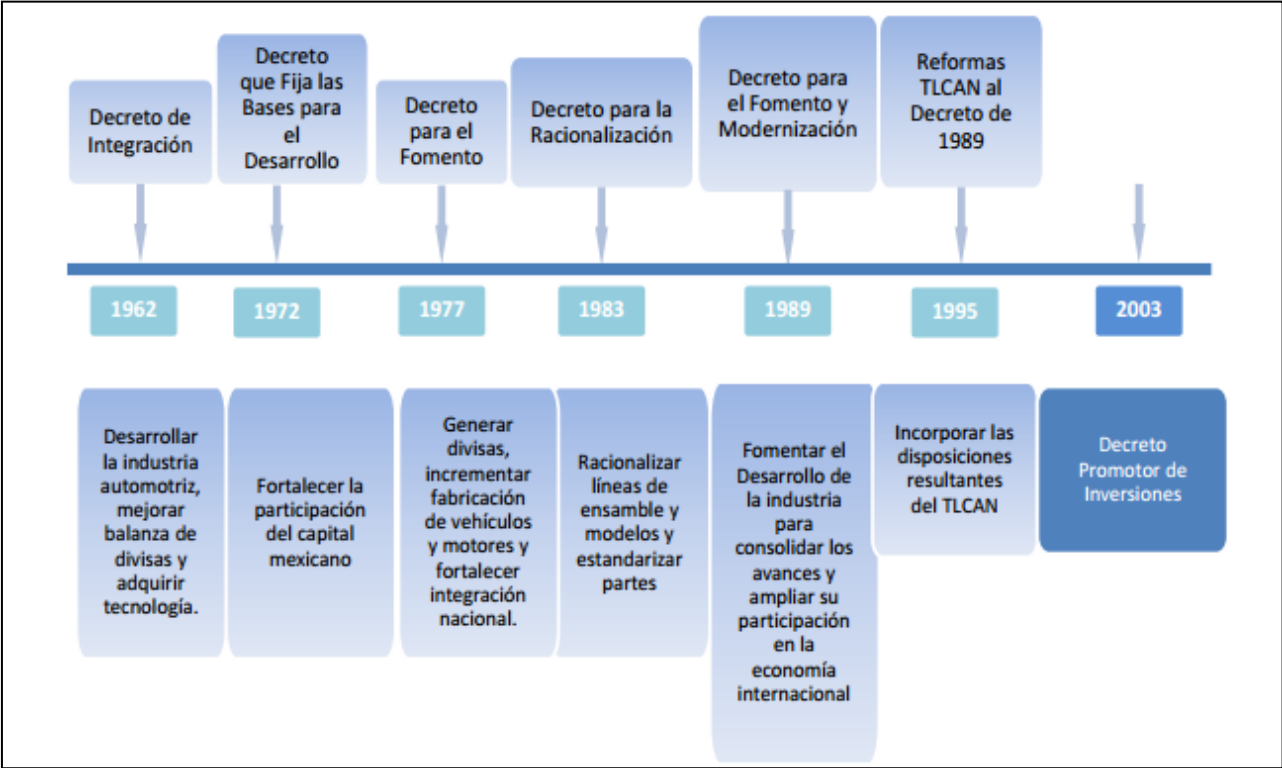 Decreto de
Integración
Decreto
que Fija las
Bases para
el
Desarrollo
Decreto
para el
Fomento
Decreto para la
Racionalización
Decreto para
el Fomento y
Modernización
Reformas
TLCAN al
Decreto de
1989
1962
1972
1977
1983
1989
1995
2003
Desarrollar
la industria
automotriz,
mejorar
balanza de
divisas y
adquirir
tecnología.
Fortalecer la
participación
del capital
mexicano
Generar
divisas,
incrementar
fabricación
de vehículos
y motores y
fortalecer
integración
nacional.
Racionalizar
líneas de
ensamble y
modelos y
estandarizar
partes
Fomentar el
Desarrollo de
la industria
para
consolidar los
avances y
ampliar su
participación
en la
economía
internacional
Incorporar las
disposiciones
resultantes
del TLCAN
Decreto
Promotor de
Inversiones